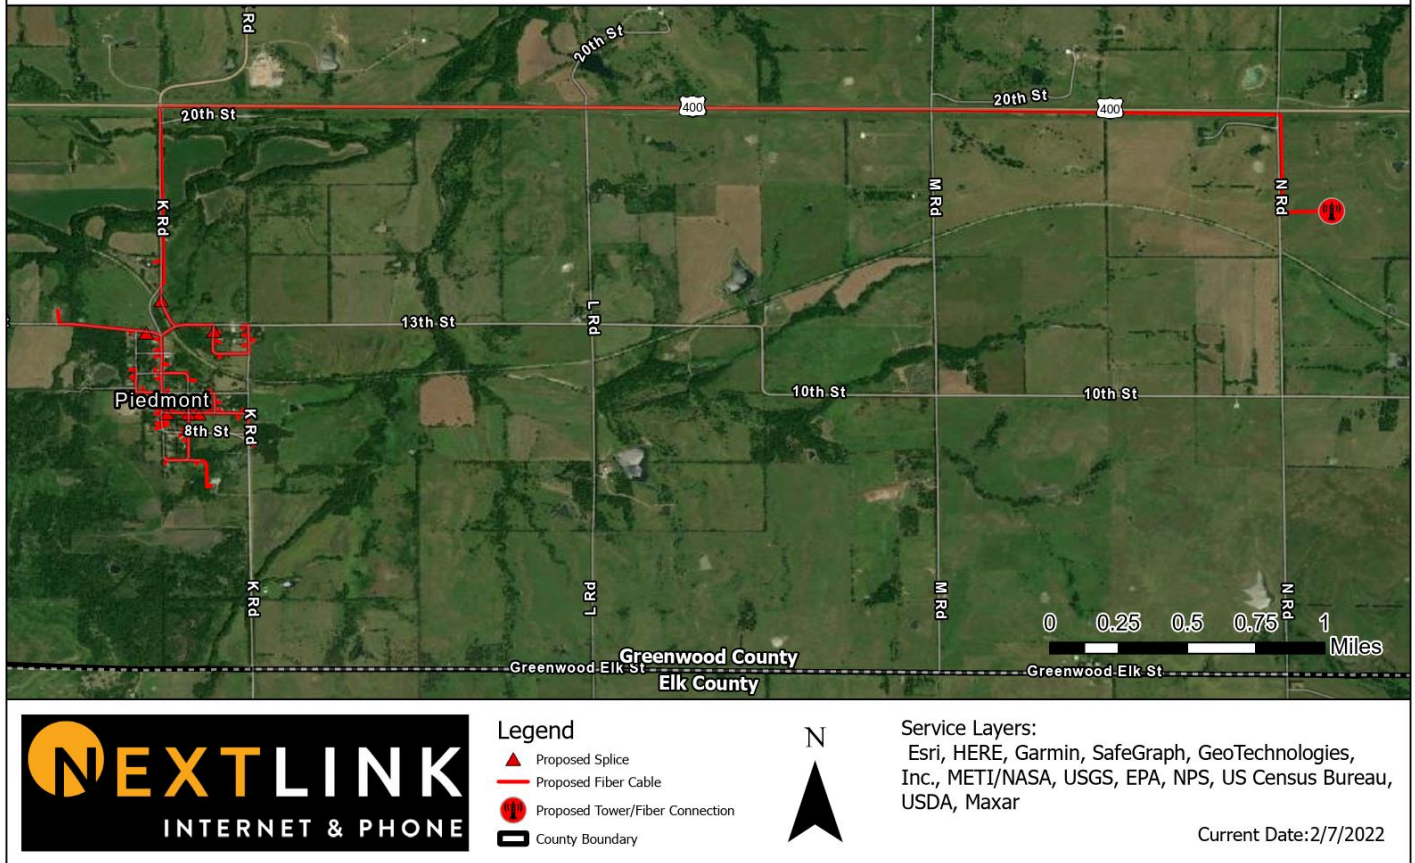 Rd
20th St
20th St
400
20th St
400
K Rd
M Rd
N Rd
13th St
L Rd
Piedmont
8th St
K Rd
10th St
10th St
K Rd
L Rd
M Rd
N Rd
0 0.25 0.5 0.75 1
Miles
Greenwood County
Greenwood Elk St
Greenwood Elk St
Elk County
NEXTLINK
INTERNET & PHONE
Legend
Proposed Splice
Proposed Fiber Cable
Proposed Tower/Fiber Connection
County Boundary
N
Service Layers:
Esri, HERE, Garmin, SafeGraph, GeoTechnologies,
Inc., METI/NASA, USGS, EPA, NPS, US Census Bureau,
USDA, Maxar
Current Date:2/7/2022